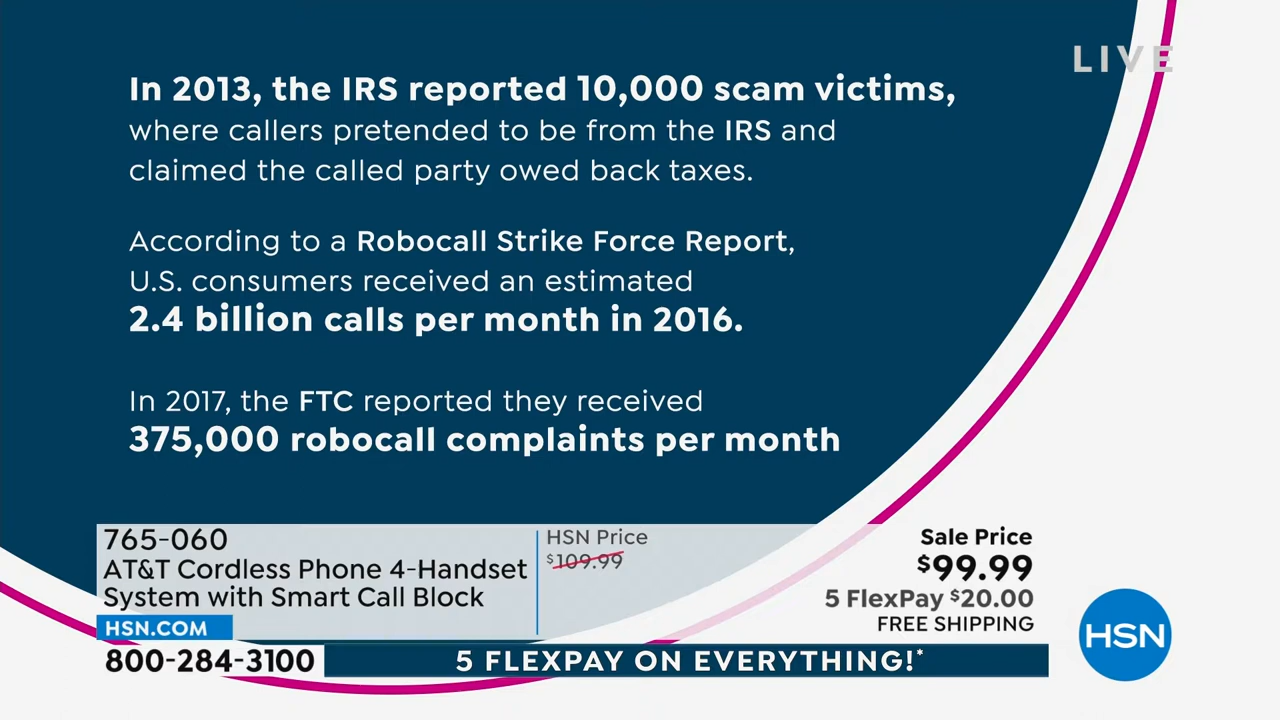 LIVE
In 2013, the IRS reported 10,000 scam victims,
where callers pretended to be from the IRS and
claimed the called party owed back taxes.
According to a Robocall Strike Force Report,
U.S. consumers received an estimated
2.4 billion calls per month in 2016.
In 2017, the FTC reported they received
375,000 robocall complaints per month
765-060
AT&T Cordless Phone 4-Handset
System with Smart Call Block
HSN.COM
HSN Price
$109.99
Sale Price
$99.99
5 FlexPay $20.00
FREE SHIPPING
HSN
800-284-3100
5 FLEXPAY ON EVERYTHING!*